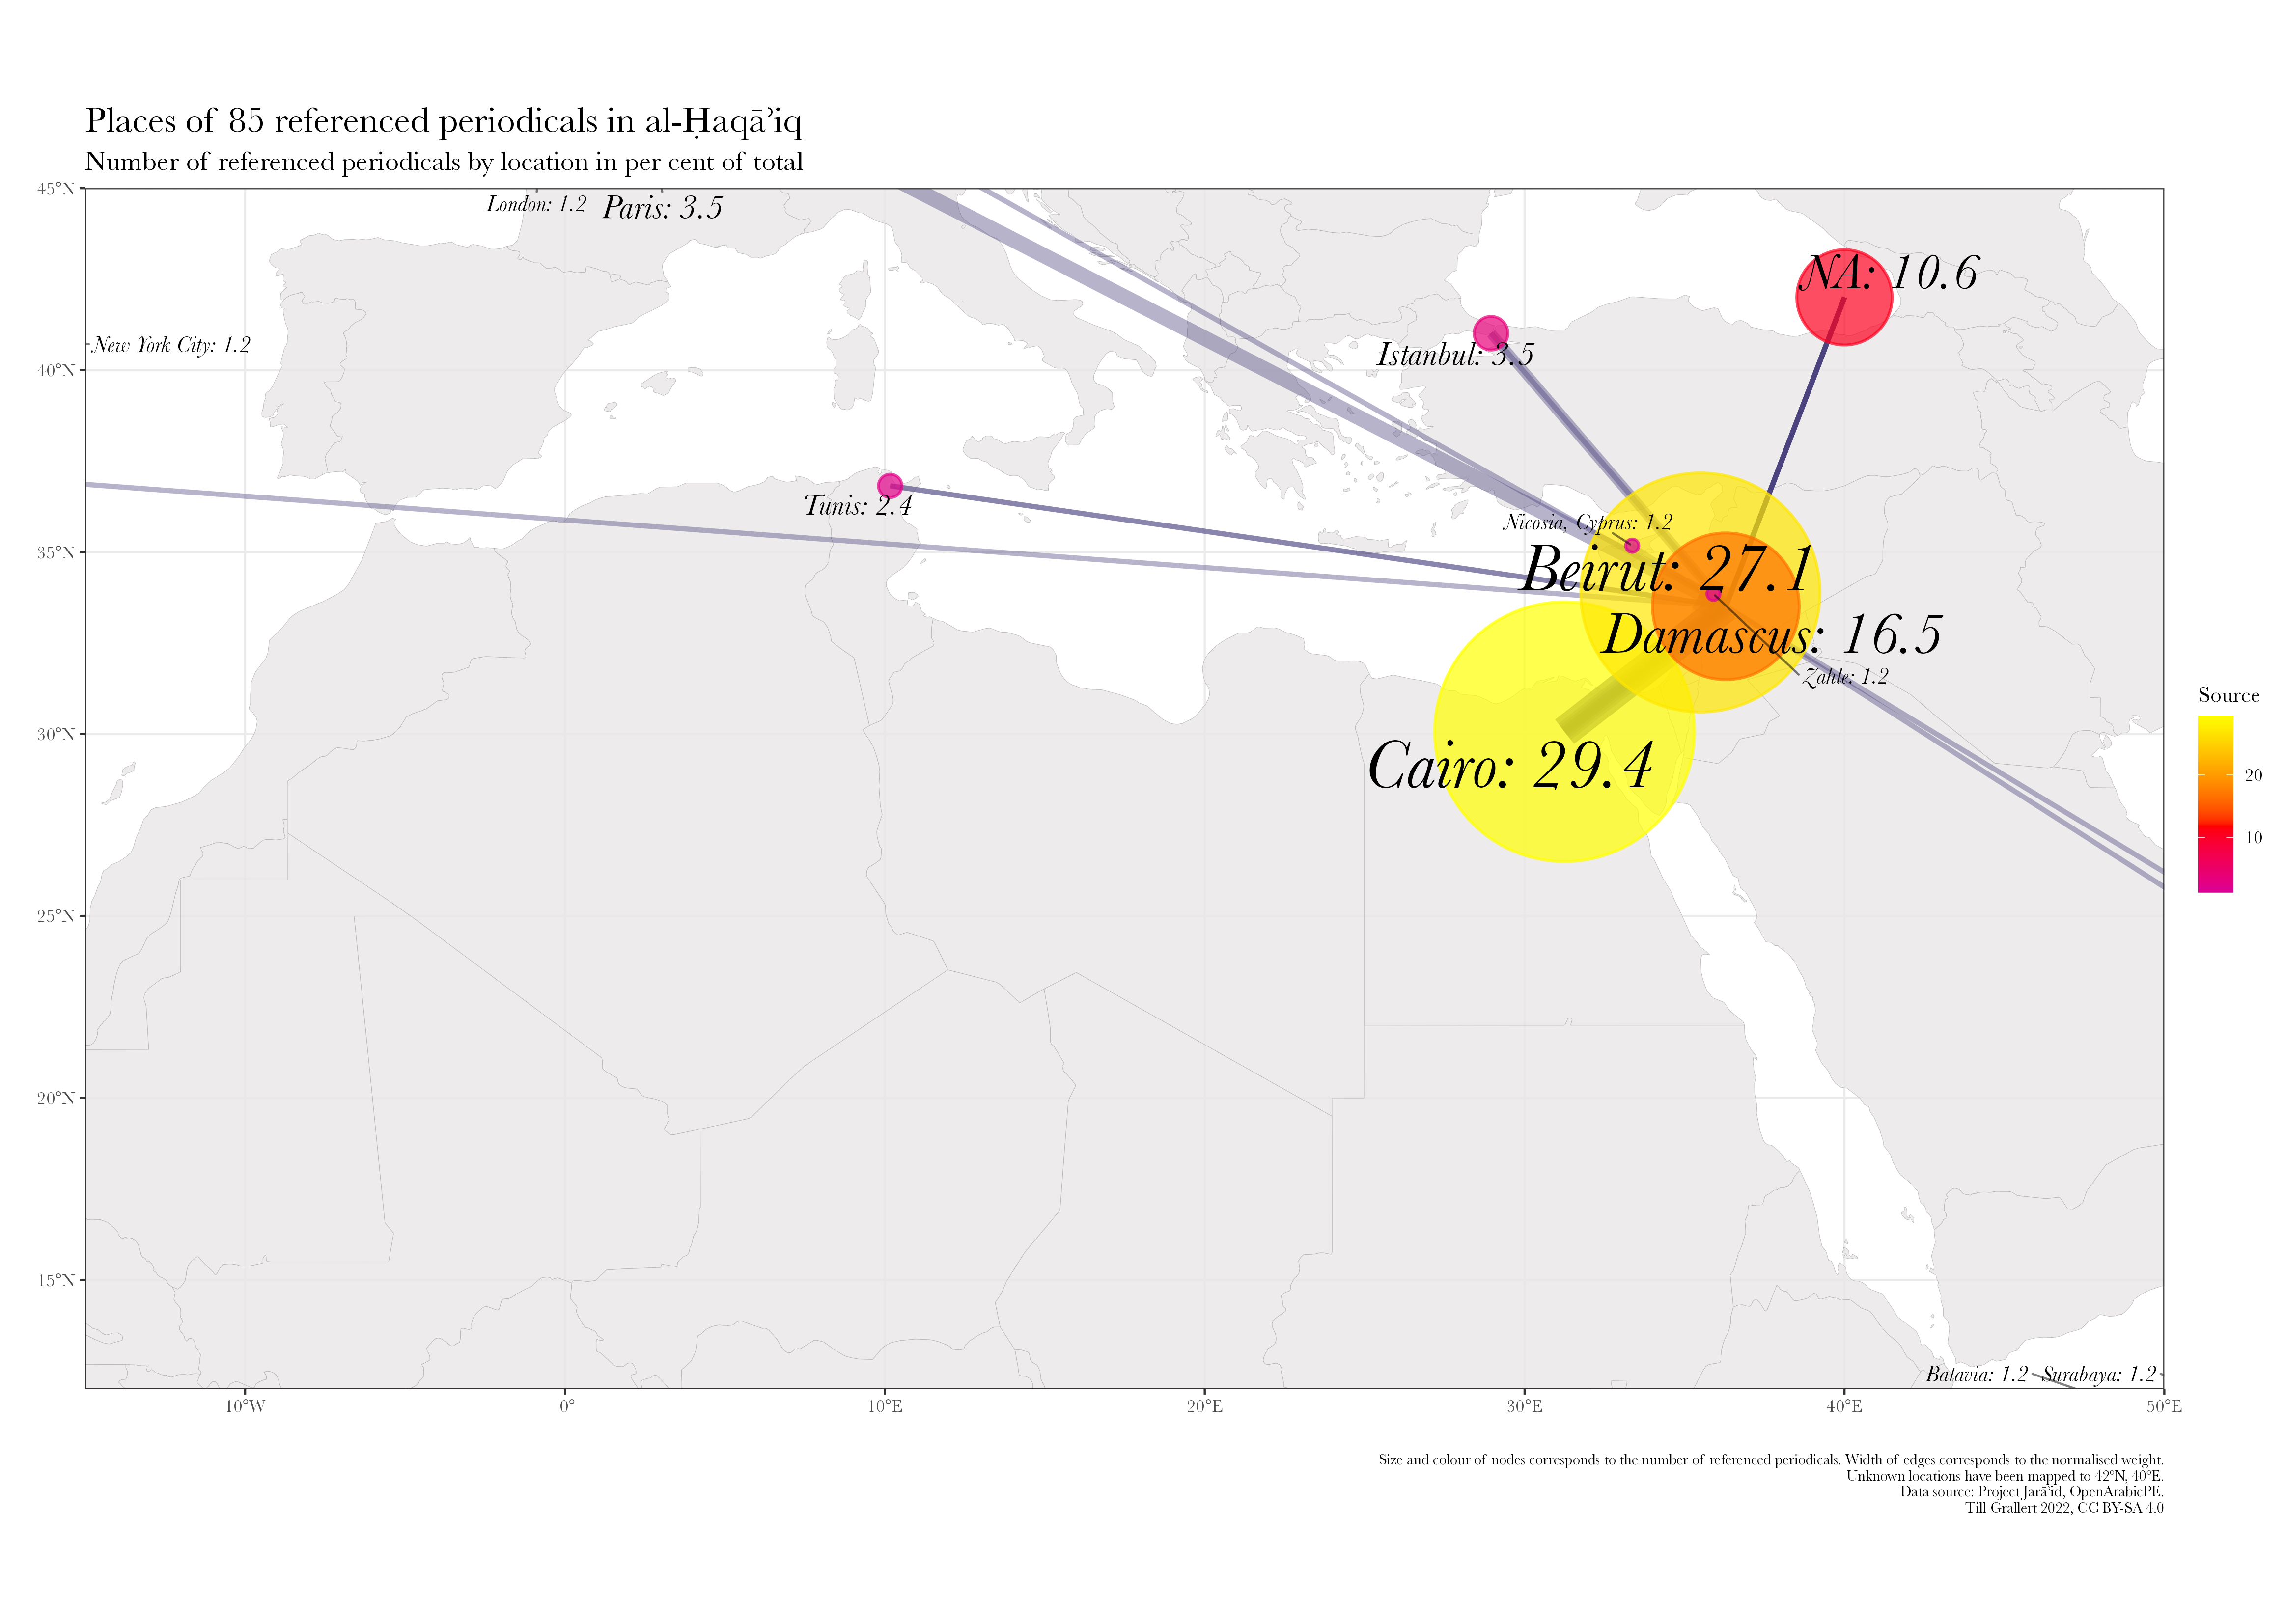 Places of 85 referenced periodicals in al-Ḥaqāʾiq
Number of referenced periodicals by location in per cent of total
45°N
40°N
35°N
30°N
25°N
20°N
15°N
London: 1.2
Paris: 3.5
New York City: 1.2
NA: 10.6
Istanbul: 3.5
Tunis: 2.4
Nicosia, Cyprus: 1.2
Beirut: 27.1
Damascus: 16.5
Zahle: 1.2
Cairo: 29.4
Batavia: 1.2
Surabaya: 1.2
10°W
0°
10°E
20°E
30°E
40°E
50°E
Source
20
10
Size and colour of nodes corresponds to the number of referenced periodicals. Width of edges corresponds to the normalised weight.
Unknown locations have been mapped to 42°N, 40°E.
Data source: Project Jarāʾid, OpenArabicPE.
Till Grallert 2022, CC BY-SA 4.0